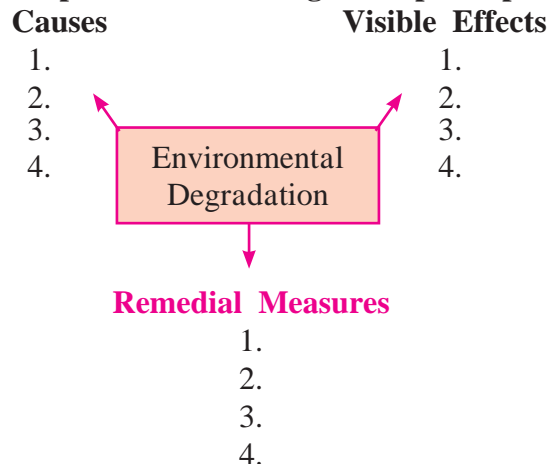 Causes Visible Effects
1. 1.
2. 2.
3. 3.
4. 4.
Environmental
Degradation
Remedial Measures
1.
2.
3.
4.